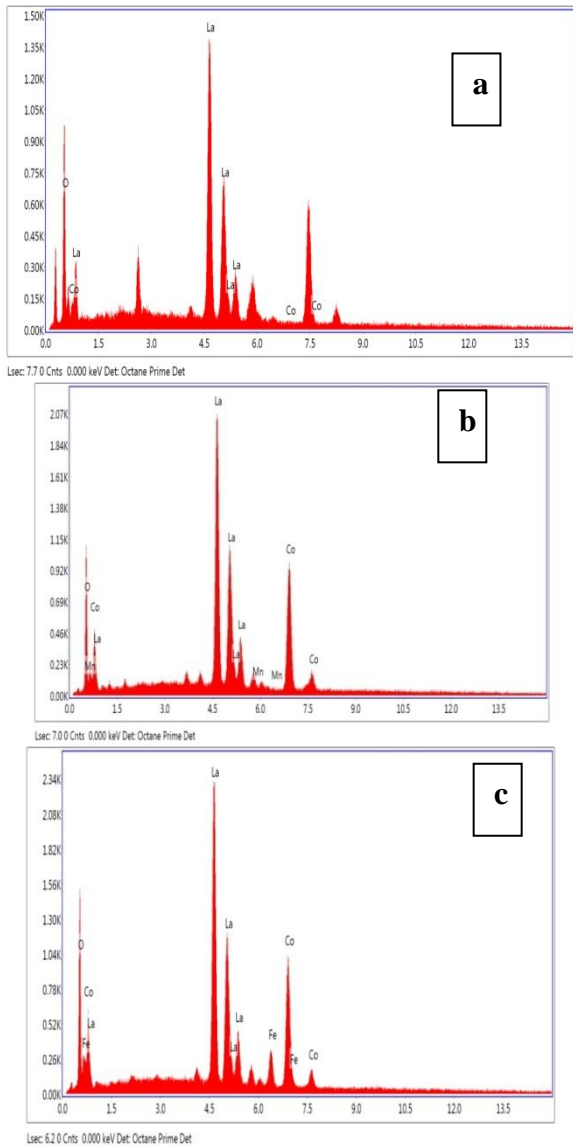 1.50K
La
1.35K
a
1.20K
1.05K
0.90K
0.75K
La
O
0.60K
0.45K
La
La
0.30K
Co
La
0.15K
Co
Co
0.00K
0.0 1.5 3.0 4.5 6.0 7.5 9.0 10.5 12.0 13.5
Lsec: 7.7 0 Cnts 0.000 keV Det: Octane Prime Det
La
b
2.07K
1.84K
1.61K
1.38K
La
1.15K
Co
0.92K
O
0.69K
Co
La
0.46K
La
La
0.23K
Mn
Mn
Mn
Co
0.00K
0.0 1.5 3.0 4.5 6.0 7.5 9.0 10.5 12.0 13.5
Lsec: 7.0 0 Cnts 0.000 keV Det: Octane Prime Det
La
c
2.34K
2.08K
1.82K
1.56K
1.30K
La
O
Co
1.04K
0.78K
Co
La
La
0.52K
Fe
Fe
La
0.26K
Fe
Co
0.00K
0.0 1.5 3.0 4.5 6.0 7.5 9.0 10.5 12.0 13.5
Lsec: 6.2 0 Cnts 0.000 keV Det: Octane Prime Det